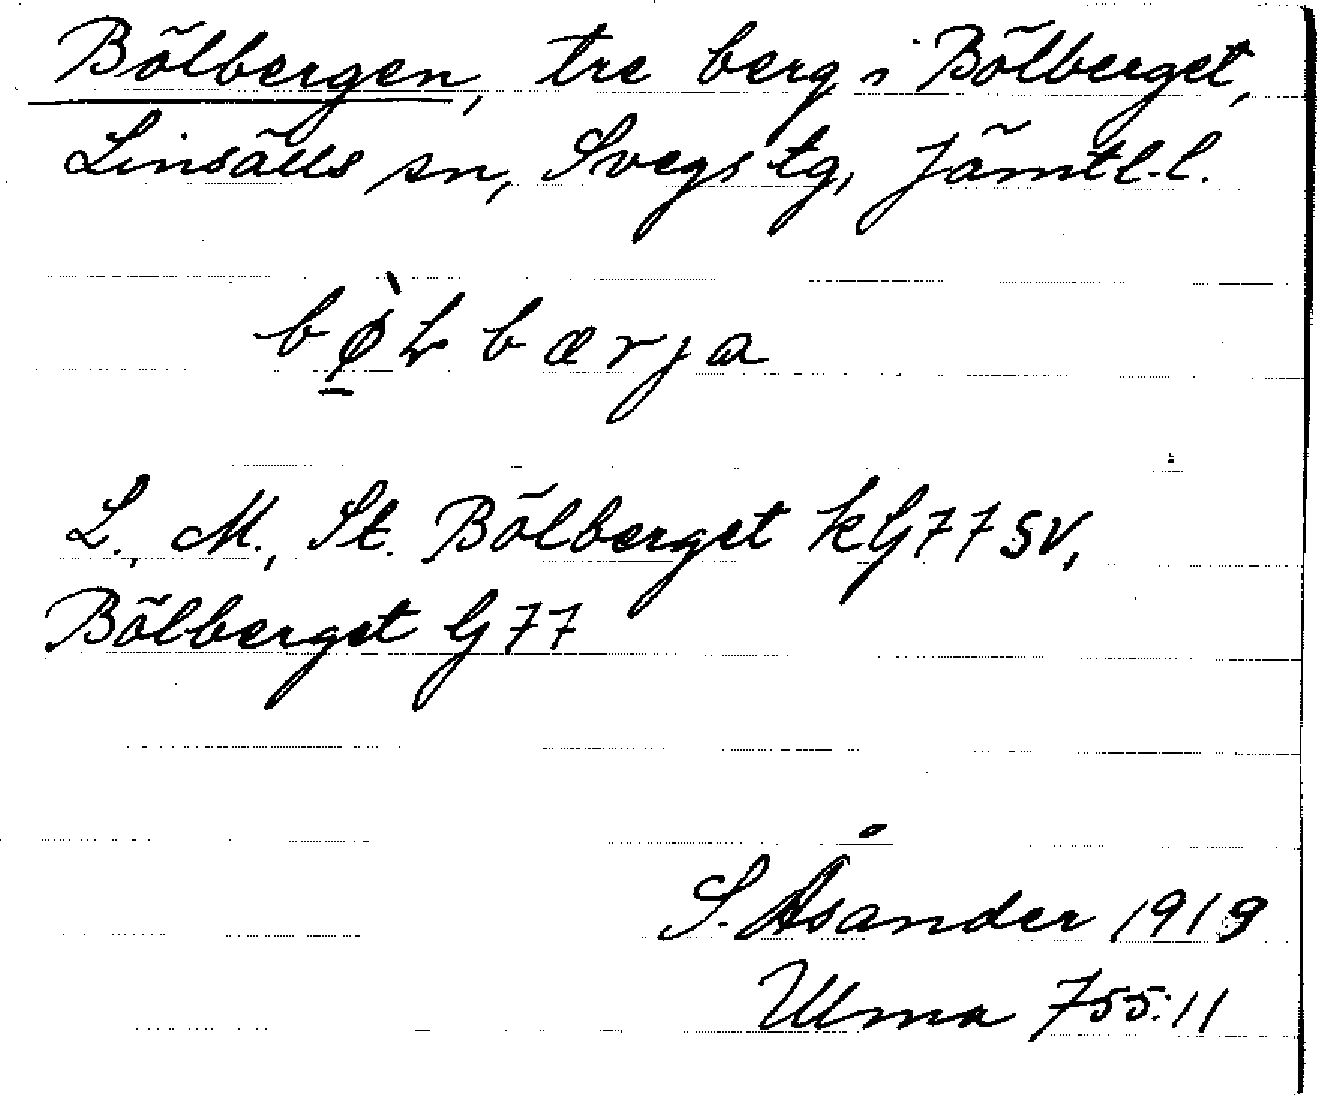 Bölbergen, tre berg i Bölberget,
Linsälls sn, Svegs tg, Jämtl. l.
bø̱̀ɫbærja
L., M., St. Bölberget kG77SV,
Bölberget G77
S. Åsander 1919
Ulma 755:11